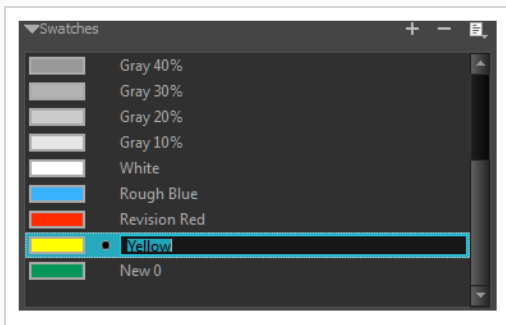 Swatches
Gray 40%
Gray 30%
Gray 20%
Gray 10%
White
Rough Blue
Revision Red
Yellow
New 0